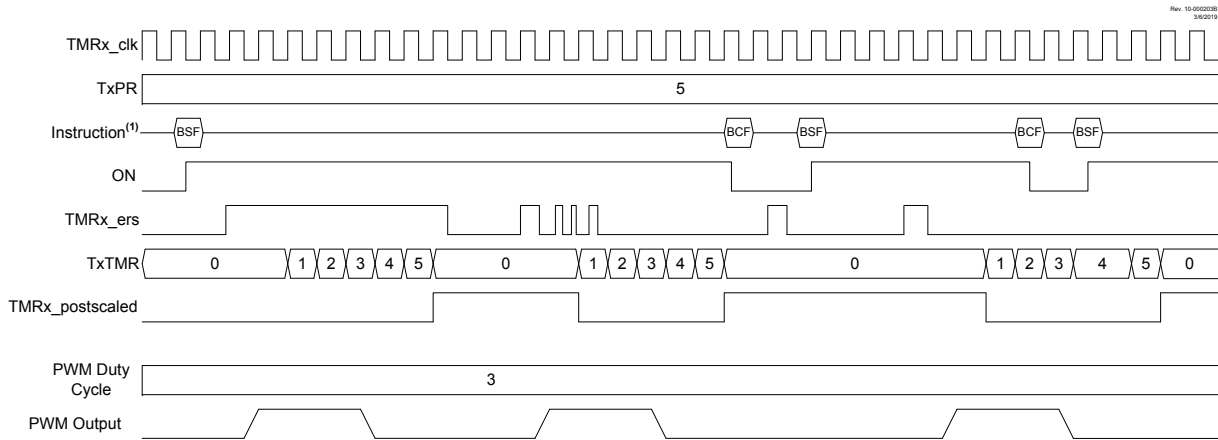 Rev. 10-000203B
3/6/2019
TMRx_clk
TxPR 5
Instruction(1) BSF BCF BSF BCF BSF
ON
TMRx_ers
TxTMR 0 1 2 3 4 5 0 1 2 3 4 5 0 1 2 3 4 5 0
TMRx_postscaled
PWM Duty
Cycle 3
PWM Output